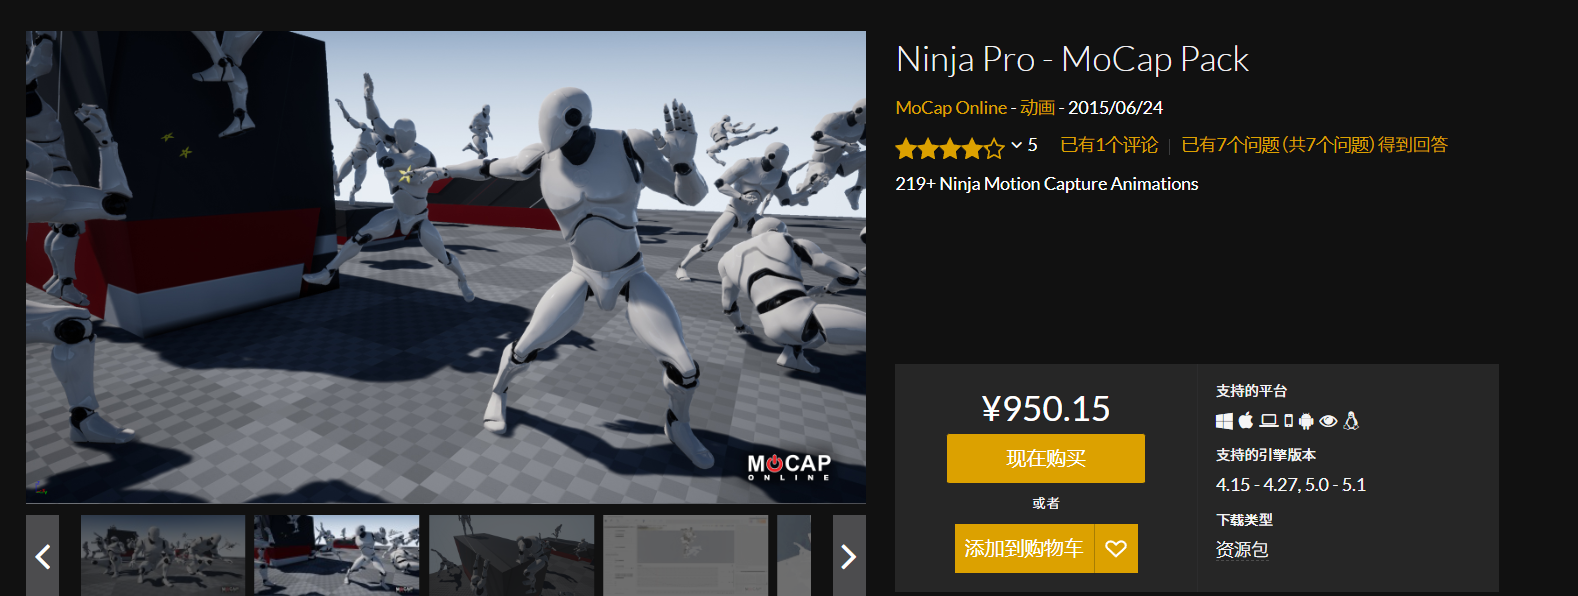 Ninja Pro - MoCap Pack
MoCap Online - 动画 - 2015/06/24
5 已有1个评论 | 已有7个问题（共7个问题）得到回答
219+ Ninja Motion Capture Animations
MOCAP
ONLINE
¥950.15
现在购买
或者
添加到购物车
支持的平台
支持的引擎版本
4.15 - 4.27, 5.0 - 5.1
下载类型
资源包